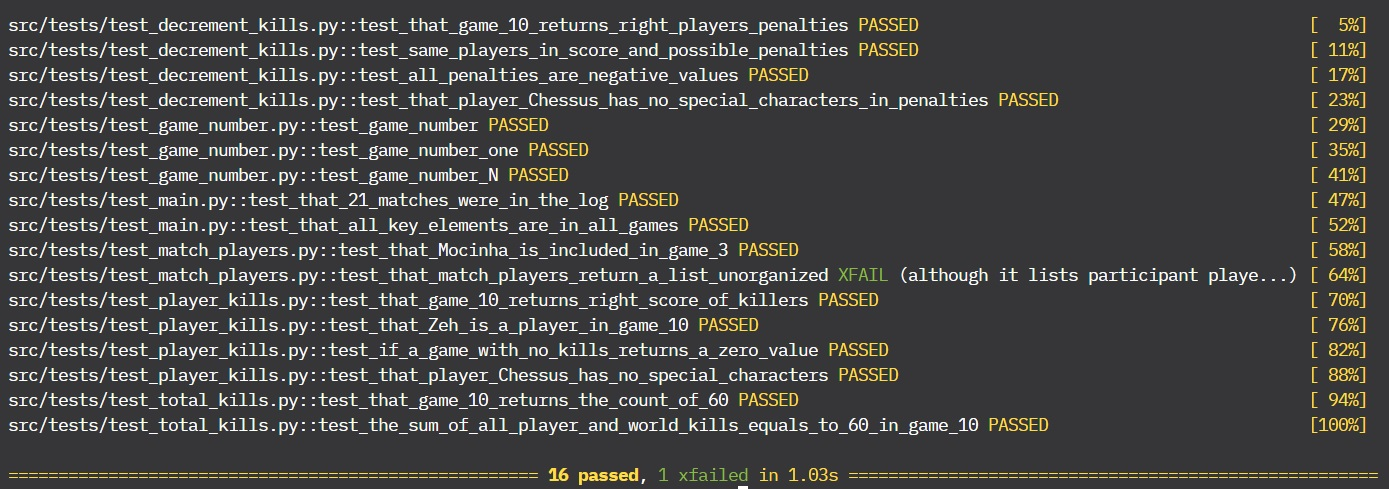 src/tests/test_decrement_kills.py::test_that_game_10_returns_right_players_penalties PASSED [  5%]
src/tests/test_decrement_kills.py::test_same_players_in_score_and_possible_penalties PASSED [ 11%]
src/tests/test_decrement_kills.py::test_all_penalties_are_negative_values PASSED [ 17%]
src/tests/test_decrement_kills.py::test_that_player_Chessus_has_no_special_characters_in_penalties PASSED [ 23%]
src/tests/test_game_number.py::test_game_number PASSED [ 29%]
src/tests/test_game_number.py::test_game_number_one PASSED [ 35%]
src/tests/test_game_number.py::test_game_number_N PASSED [ 41%]
src/tests/test_main.py::test_that_21_matches_were_in_the_log PASSED [ 47%]
src/tests/test_main.py::test_that_all_key_elements_are_in_all_games PASSED [ 52%]
src/tests/test_match_players.py::test_that_Mocinha_is_included_in_game_3 PASSED [ 58%]
src/tests/test_match_players.py::test_that_match_players_return_a_list_unorganized XFAIL (although it lists participant playe...) [ 64%]
src/tests/test_player_kills.py::test_that_game_10_returns_right_score_of_killers PASSED [ 70%]
src/tests/test_player_kills.py::test_that_Zeh_is_a_player_in_game_10 PASSED [ 76%]
src/tests/test_player_kills.py::test_if_a_game_with_no_kills_returns_a_zero_value PASSED [ 82%]
src/tests/test_player_kills.py::test_that_player_Chessus_has_no_special_characters PASSED [ 88%]
src/tests/test_total_kills.py::test_that_game_10_returns_the_count_of_60 PASSED [ 94%]
src/tests/test_total_kills.py::test_the_sum_of_all_player_and_world_kills_equals_to_60_in_game_10 PASSED [100%]
===================================================== 16 passed, 1 xfailed in 1.03s =====================================================